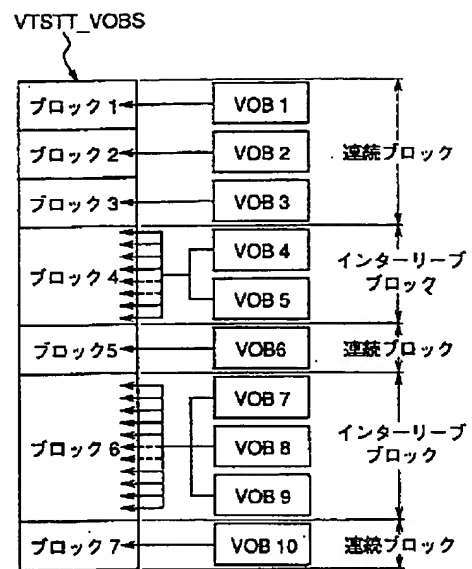 VTSTT_VOBS
ブロック 1
VOB 1
ブロック 2
VOB 2
連続ブロック
ブロック 3
VOB 3
ブロック 4
VOB 4
VOB 5
インターリーブ
ブロック
ブロック5
VOB6
連続ブロック
ブロック 6
VOB 7
VOB 8
VOB 9
インターリーブ
ブロック
ブロック 7
VOB 10
連続ブロック